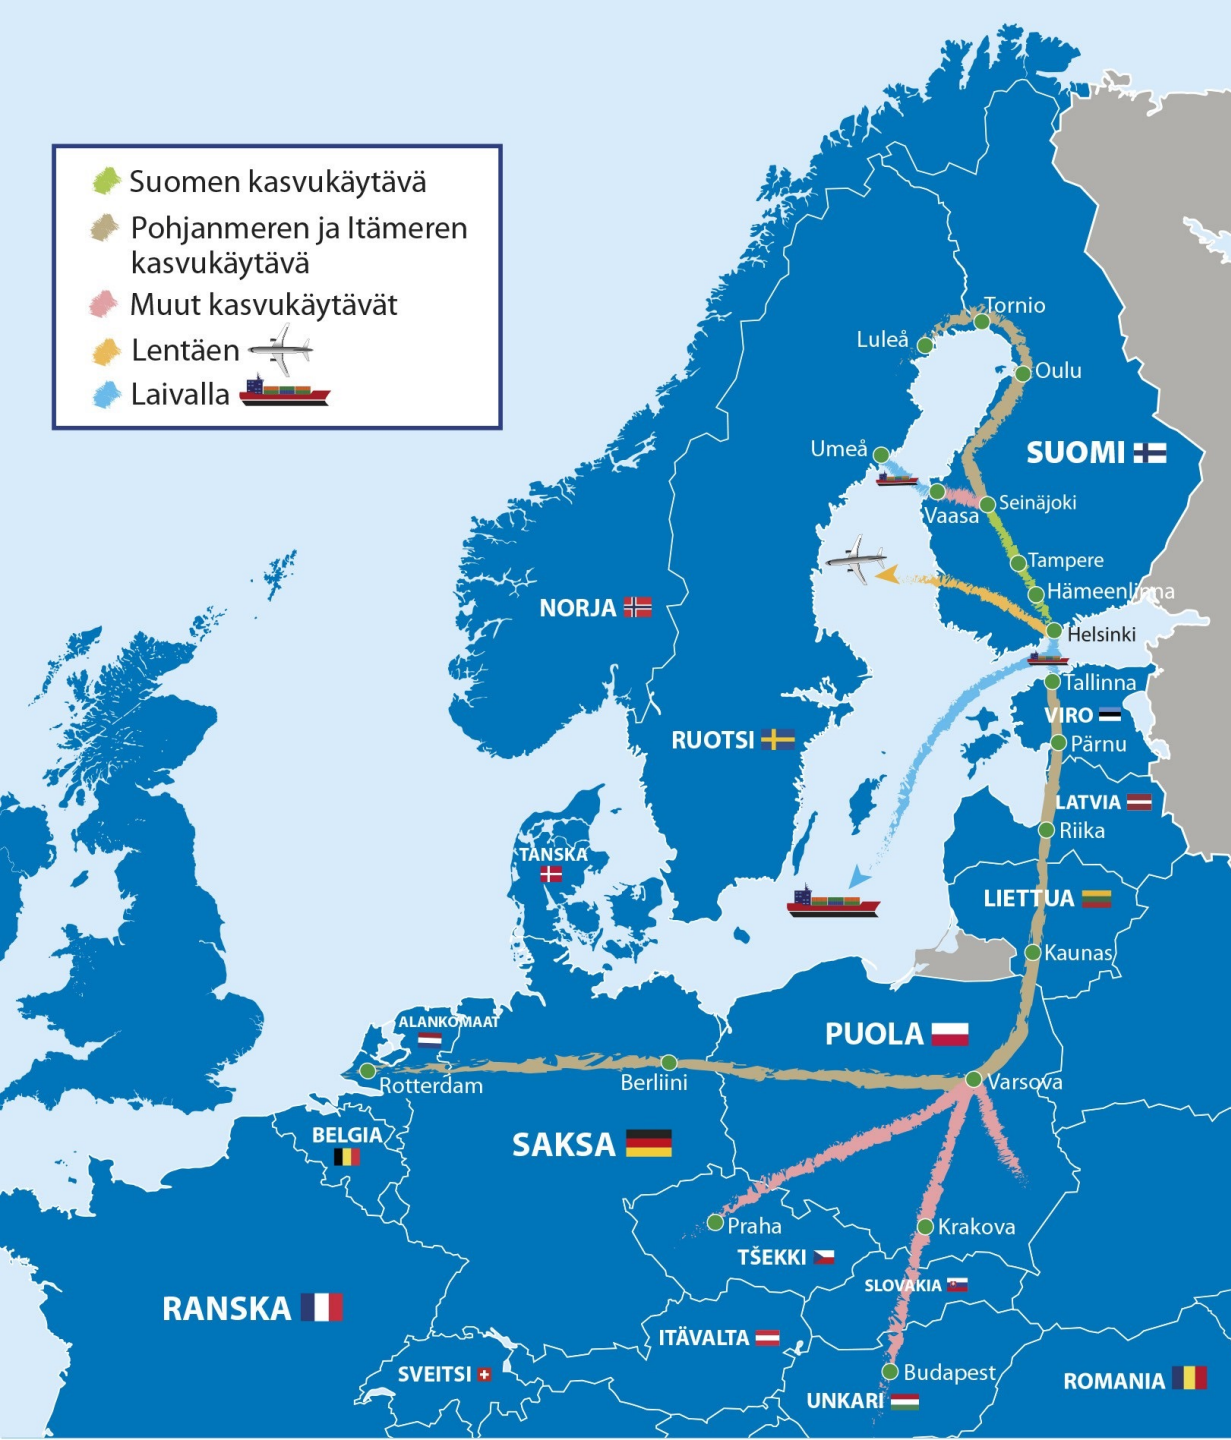 Suomen kasvukäytävä
Pohjanmeren ja Itämeren
kasvukäytävä
Muut kasvukäytävät
Lentäen
Laivalla
Tornio
Luleå
Oulu
Umeå
SUOMI
Vaasa
Seinäjoki
Tampere
Hämeenlinna
NORJA
Helsinki
Tallinna
VIRO
RUOTSI
Pärnu
LATVIA
Riika
TANSKA
LIETTUA
Kaunas
ALANKOMAAT
PUOLA
Rotterdam
Berliini
Varsova
BELGIA
SAKSA
Praha
Krakova
TŠEKKI
SLOVAKIA
RANSKA
ITÄVALTA
SVEITSI
Budapest
UNKARI
ROMANIA